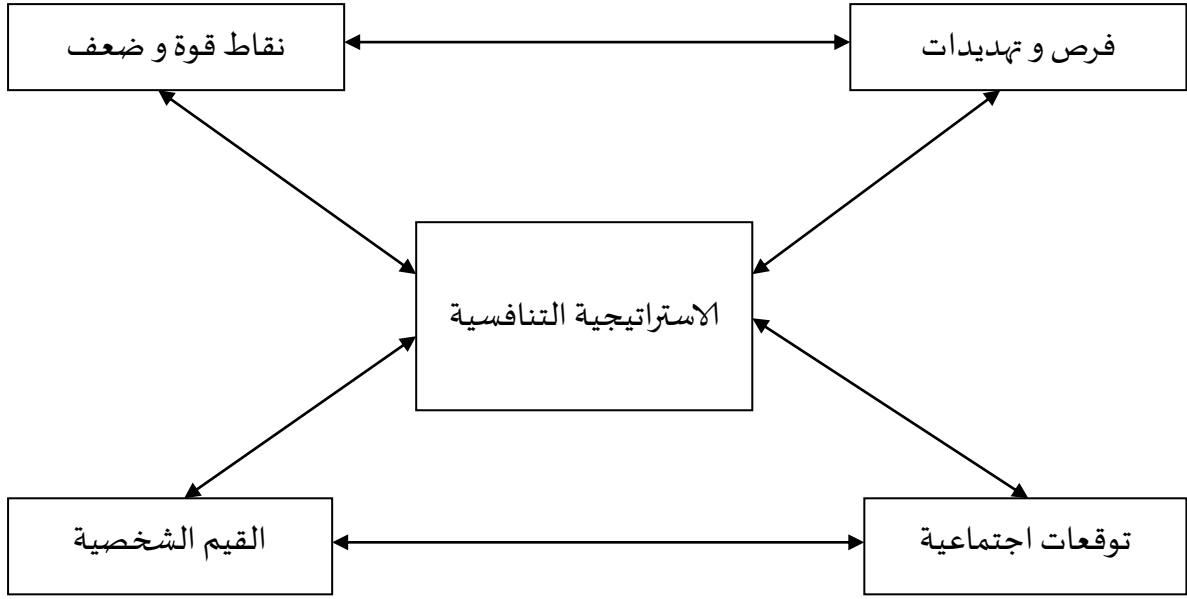 فرص و تهديدات
نقاط قوة و ضعف
الاستراتيجية التنافسية
توقعات اجتماعية
القيم الشخصية